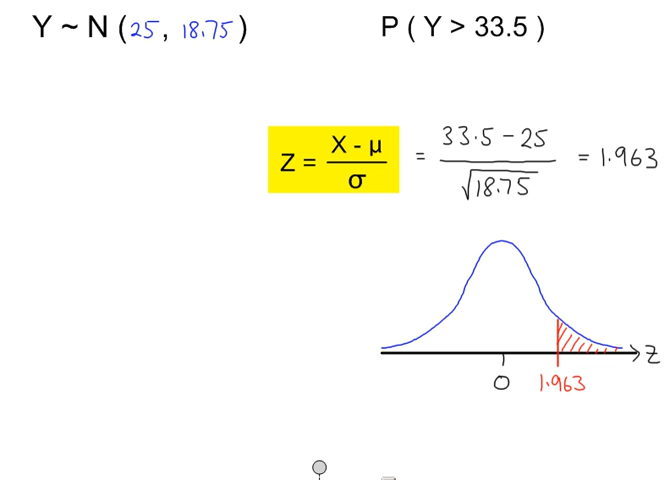 Y ~ N ( 25, 18.75 )
P ( Y > 33.5 )
Z = X - μ / σ = 33.5 - 25 / √18.75 = 1.963
Z
0
1.963